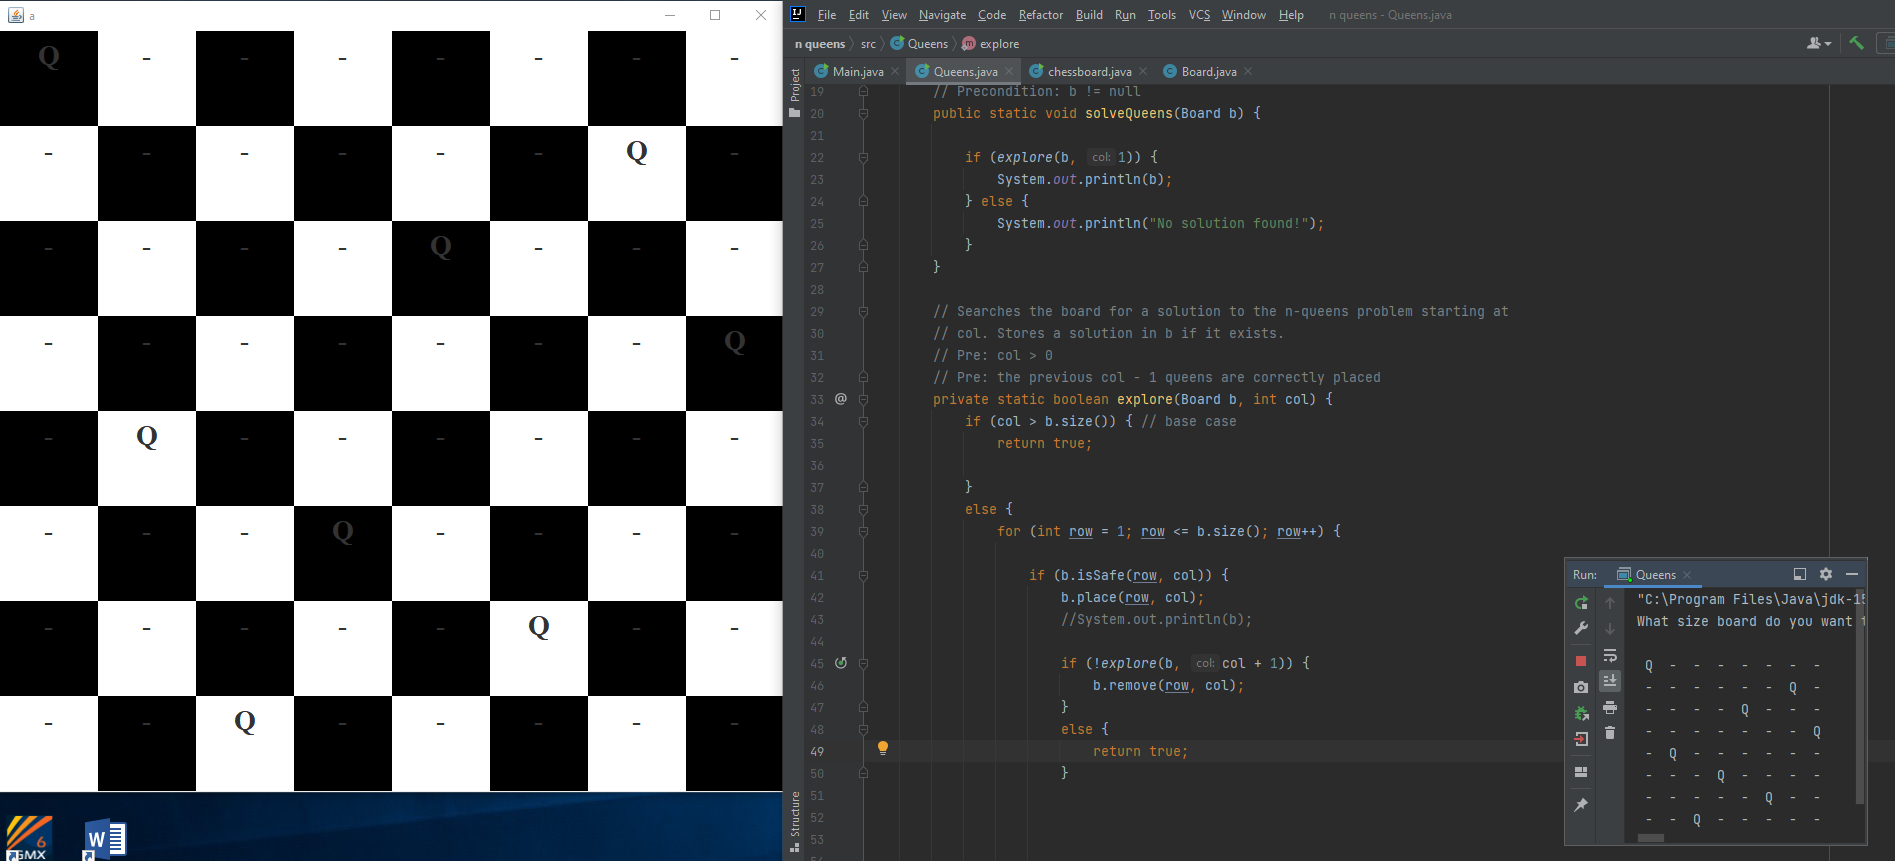 a
Q - - - - - - -
- - - - - - Q -
- - - - Q - - -
- - - - - - - Q
- Q - - - - - -
- - - Q - - - -
- - - - - Q - -
- - Q - - - - -
6
GMX
W
IJ File Edit View Navigate Code Refactor Build Run Tools VCS Window Help n queens - Queens.java
n queens src Queens explore
Main.java Queens.java chessboard.java Board.java
Project
Structure
19 // Precondition: b != null
20 public static void solveQueens(Board b) {
21
22 if (explore(b, col: 1)) {
23 System.out.println(b);
24 } else {
25 System.out.println("No solution found!");
26 }
27 }
28
29 // Searches the board for a solution to the n-queens problem starting at
30 // col. Stores a solution in b if it exists.
31 // Pre: col > 0
32 // Pre: the previous col - 1 queens are correctly placed
33 @ private static boolean explore(Board b, int col) {
34 if (col > b.size()) { // base case
35 return true;
36
37 }
38 else {
39 for (int row = 1; row <= b.size(); row++) {
40
41 if (b.isSafe(row, col)) {
42 b.place(row, col);
43 //System.out.println(b);
44
45 if (!explore(b, col: col + 1)) {
46 b.remove(row, col);
47 }
48 else {
49 return true;
50 }
51
52
53
Run: Queens
"C:\Program Files\Java\jdk-15
What size board do you want
Q - - - - - - -
- - - - - - Q -
- - - - Q - - -
- - - - - - - Q
- Q - - - - - -
- - - Q - - - -
- - - - - Q - -
- - Q - - - - -